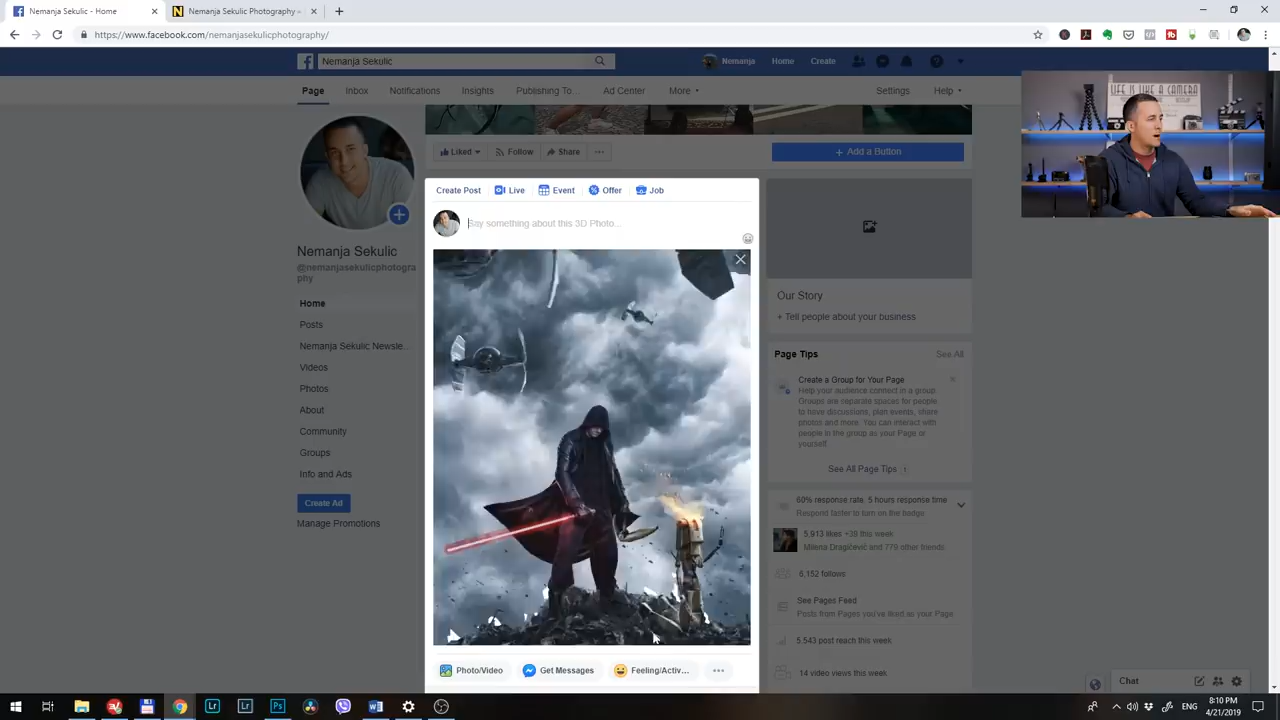 Nemanja Sekulic - Home
Nemanja Sekulic Photography -
https://www.facebook.com/nemanjasekulicphotography/
Nemanja Sekulic
Nemanja
Home
Create
Page
Inbox
Notifications
Insights
Publishing To...
Ad Center
More
Settings
Help
LIFE IS LIKE A CAMERA
Liked
Follow
Share
+ Add a Button
Create Post
Live
Event
Offer
Job
Say something about this 3D Photo...
Nemanja Sekulic
@nemanjasekulicphotogra
phy
Home
Posts
Nemanja Sekulic Newsle...
Videos
Photos
About
Community
Groups
Info and Ads
Create Ad
Manage Promotions
Our Story
+ Tell people about your business
Page Tips
See All
Create a Group for Your Page
Help your audience connect in a group.
Groups are separate spaces for people
to have discussions, plan events, share
photos and more. You can interact with
people in the group as your Page or
yourself.
See All Page Tips
60% response rate, 5 hours response time
Respond faster to turn on the badge
5,913 likes +39 this week
Milena Dragičević and 779 other friends
6,152 follows
See Pages Feed
Posts from Pages you've liked as your Page
5,543 post reach this week
14 video views this week
Photo/Video
Get Messages
Feeling/Activ...
Chat
ENG
8:10 PM
4/21/2019